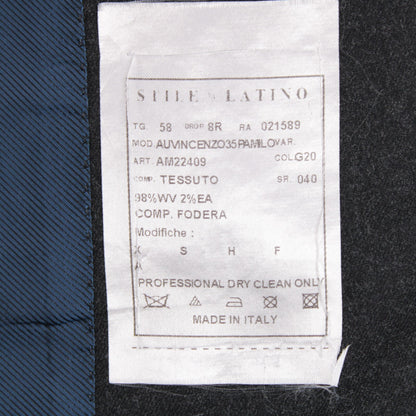 STILE LATINO
TG. 58 DROP 8R RA 021589
MOD. AUVINCENZO35PAMILO VAR.
ART. AM22409 COL G20
COMP. TESSUTO SR. 040
98%WV 2%EA
COMP. FODERA
Modifiche :
X S H F
A
PROFESSIONAL DRY CLEAN ONLY
MADE IN ITALY